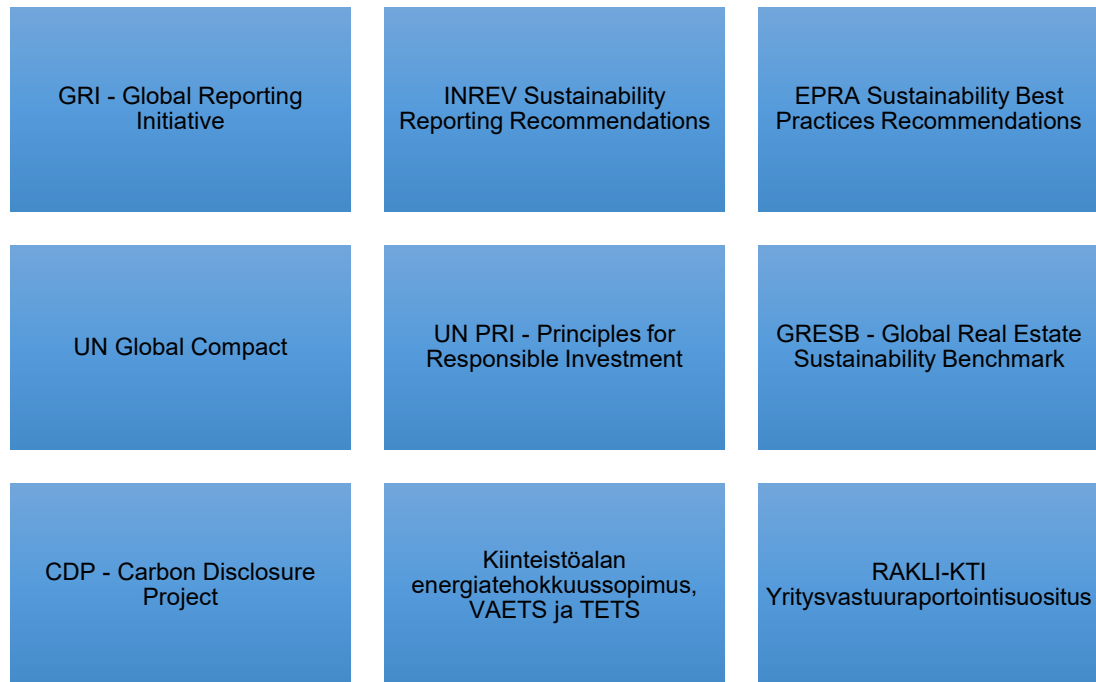 GRI - Global Reporting
Initiative
INREV Sustainability
Reporting Recommendations
EPRA Sustainability Best
Practices Recommendations
UN Global Compact
UN PRI - Principles for
Responsible Investment
GRESB - Global Real Estate
Sustainability Benchmark
CDP - Carbon Disclosure
Project
Kiinteistöalan
energiatehokkuussopimus,
VAETS ja TETS
RAKLI-KTI
Yritysvastuuraportointisuositus